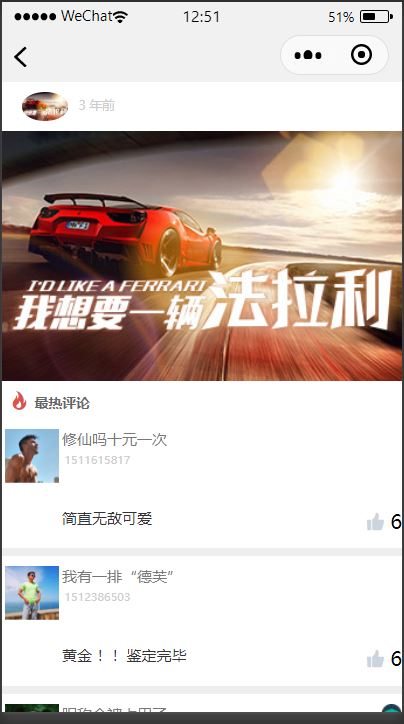 WeChat 12:51 51%
3 年前
I'D LIKE A FERRARI
我想要一辆法拉利
最热评论
修仙吗十元一次
1511615817
简直无敌可爱
6
我有一排“德芙”
1512386503
黄金！！鉴定完毕
6